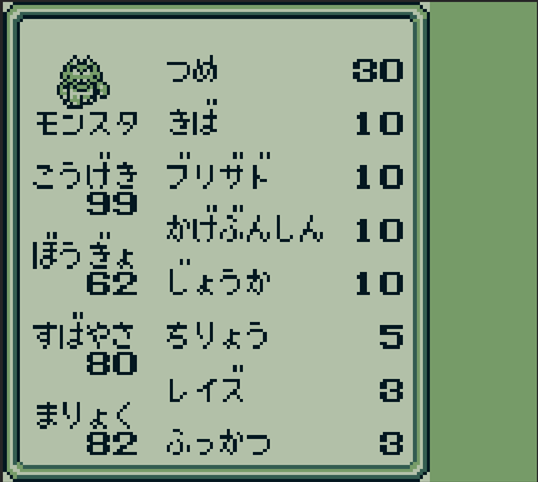 つめ 30
モンスタ きば 10
こうげき 99 ブリザド 10
かげぶんしん 10
ぼうぎょ 62 じょうか 10
すばやさ 80 ちりょう 5
レイズ 3
まりょく 82 ふっかつ 3